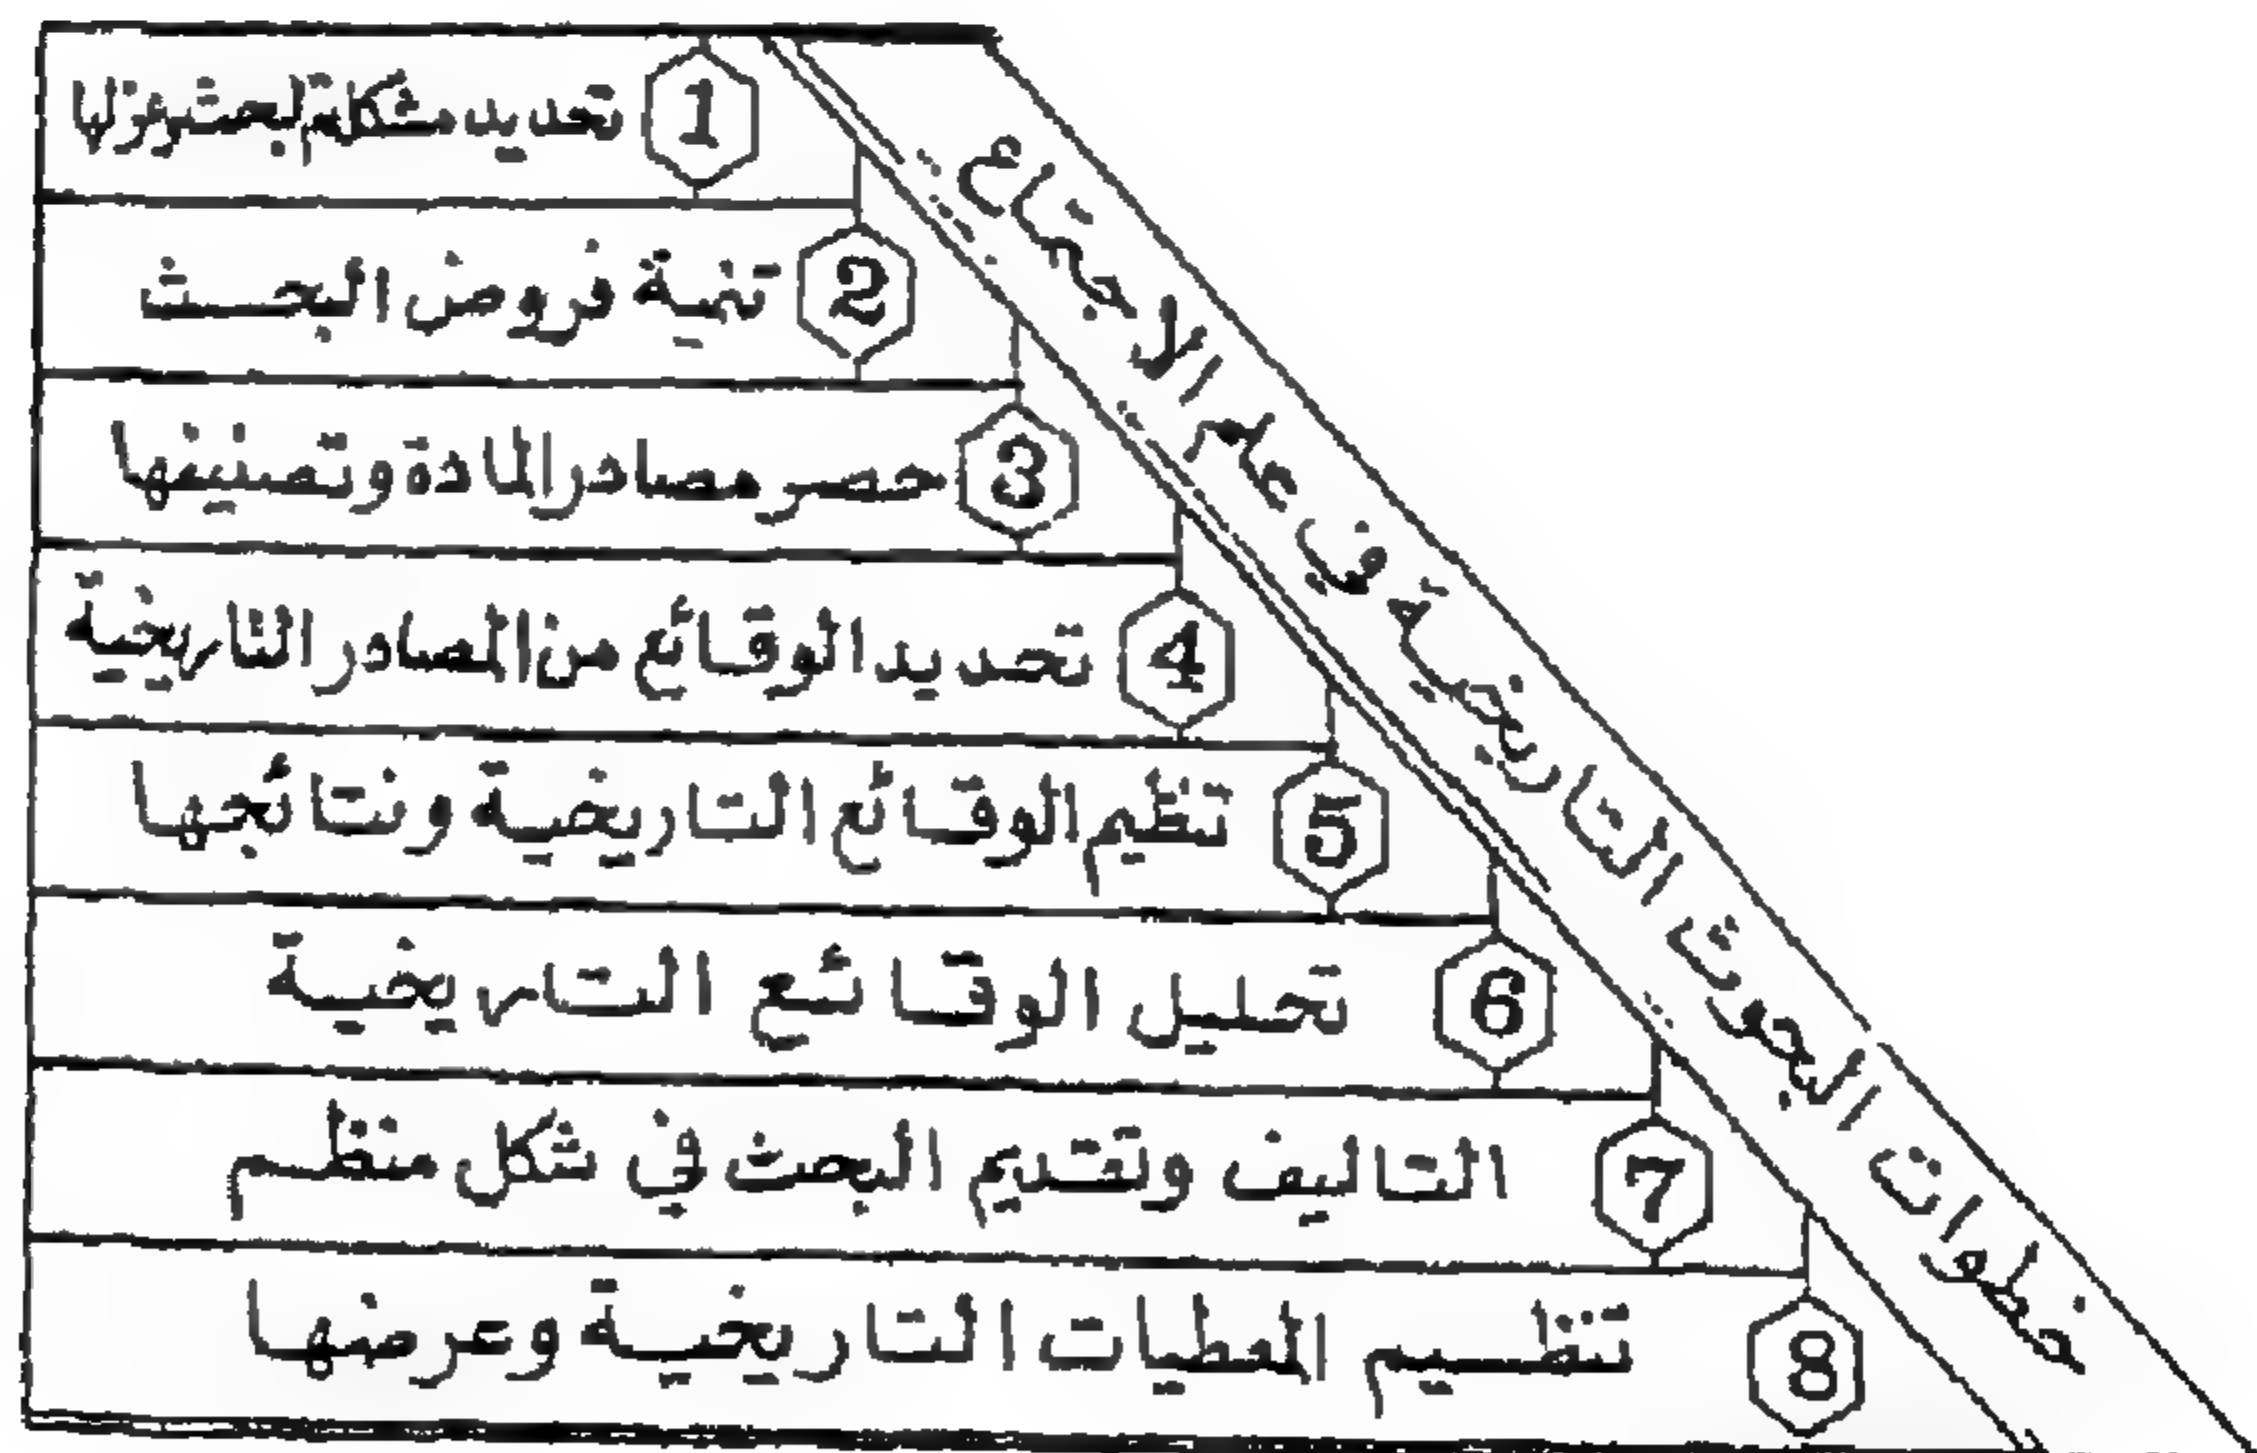 خطوات البحوث التاريخية في علم الاجتماع
1 تحديد مشكلة البحث وعزلها
2 تنمية فروض البحث
3 حصر مصادر المادة وتصنيفها
4 تحديد الوقائع من المصادر التاريخية
5 تنظيم الوقائع التاريخية ونتائجها
6 تحليل الوقائع التاريخية
7 التاليف وتقديم البحث في شكل منظم
8 تنظيم المعطيات التاريخية وعرضها